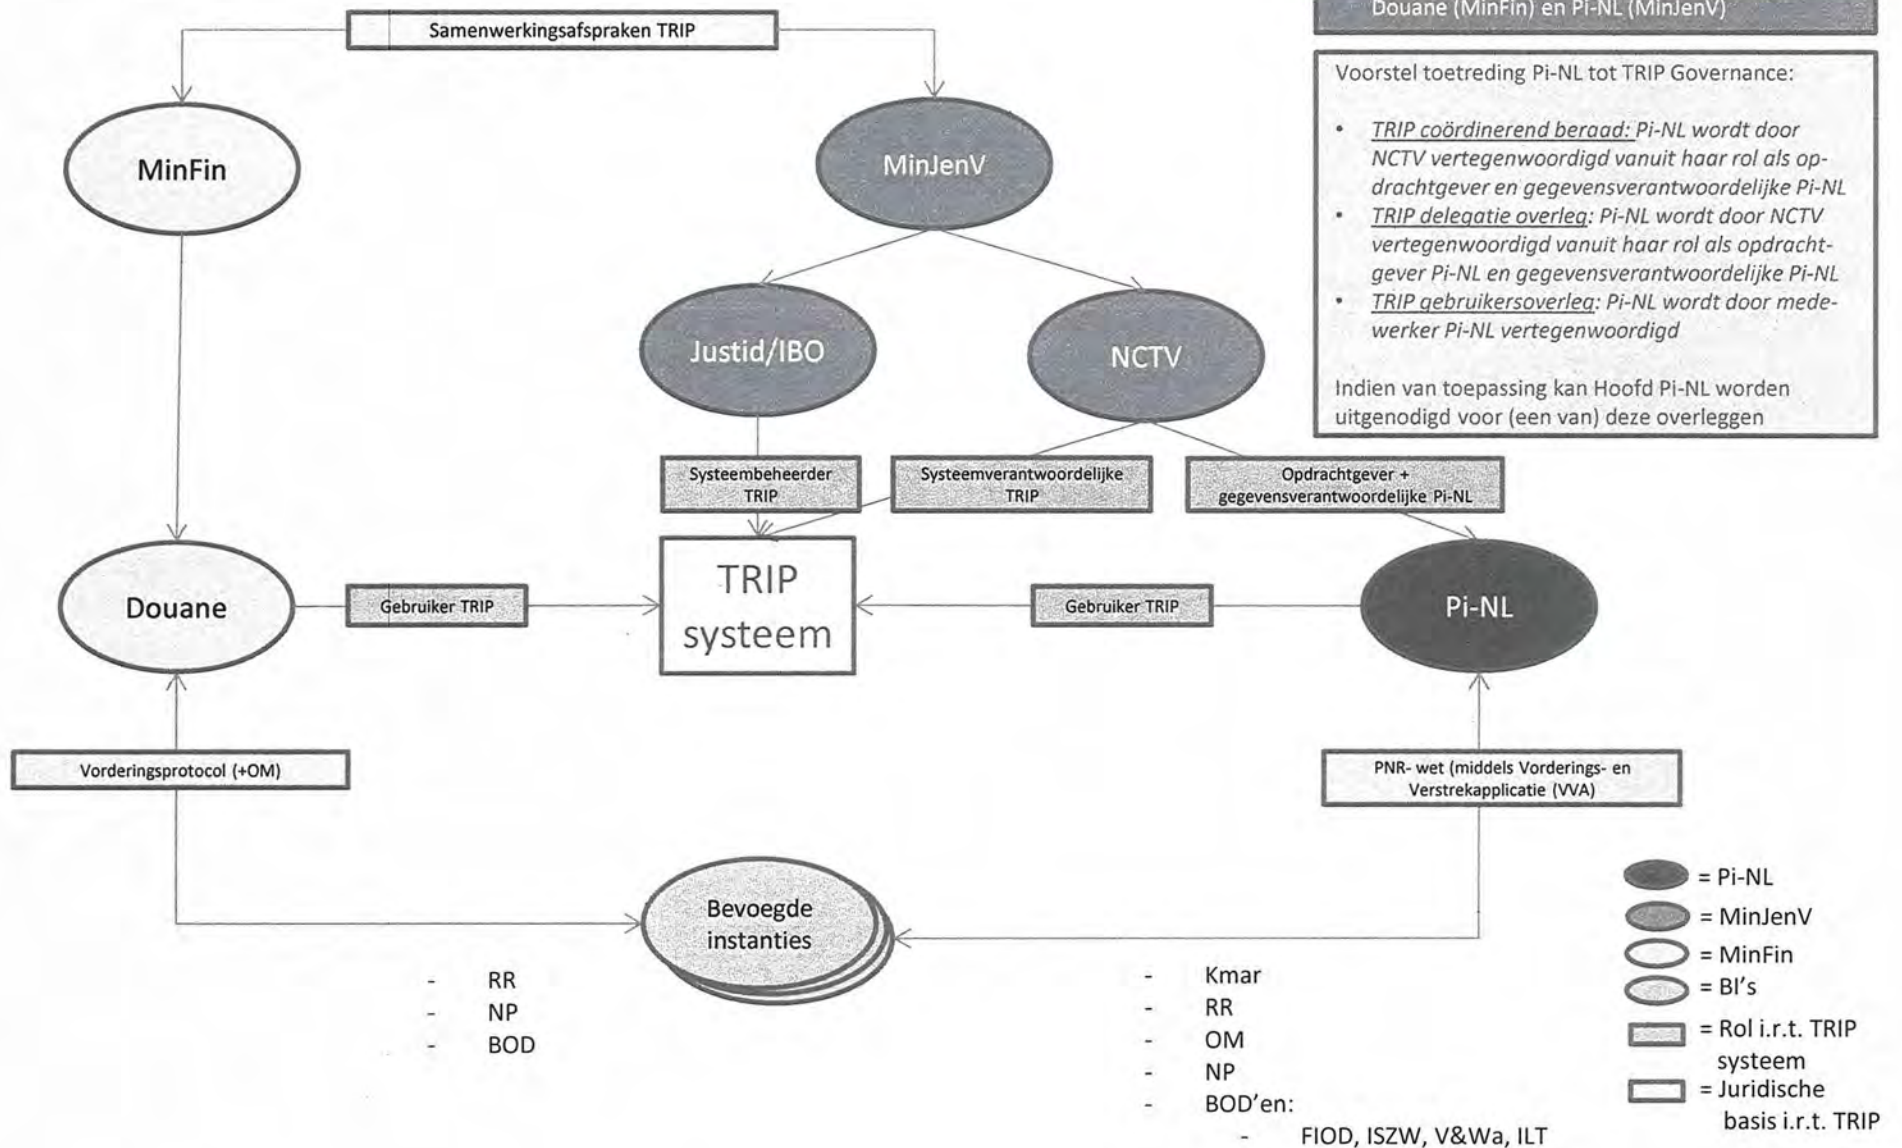 Douane (MinFin) en Pi-NL (MinJenV)
Samenwerkingsafspraken TRIP
Voorstel toetreding Pi-NL tot TRIP Governance:
• TRIP coördinerend beraad: Pi-NL wordt door
NCTV vertegenwoordigd vanuit haar rol als op-
drachtgever en gegevensverantwoordelijke Pi-NL
• TRIP delegatie overleg: Pi-NL wordt door NCTV
vertegenwoordigd vanuit haar rol als opdracht-
gever Pi-NL en gegevensverantwoordelijke Pi-NL
• TRIP gebruikersoverleg: Pi-NL wordt door mede-
werker Pi-NL vertegenwoordigd
Indien van toepassing kan Hoofd Pi-NL worden
uitgenodigd voor (een van) deze overleggen
MinFin
MinJenV
Justid/IBO
NCTV
Systeembeheerder
TRIP
Systeemverantwoordelijke
TRIP
Opdrachtgever +
gegevensverantwoordelijke Pi-NL
Douane
Gebruiker TRIP
TRIP
systeem
Gebruiker TRIP
Pi-NL
Vorderingsprotocol (+OM)
PNR- wet (middels Vorderings- en
Verstrekapplicatie (VVA)
Bevoegde
instanties
- RR
- NP
- BOD
- Kmar
- RR
- OM
- NP
- BOD'en:
- FIOD, ISZW, V&Wa, ILT
= Pi-NL
= MinJenV
= MinFin
= BI's
= Rol i.r.t. TRIP
systeem
= Juridische
basis i.r.t. TRIP